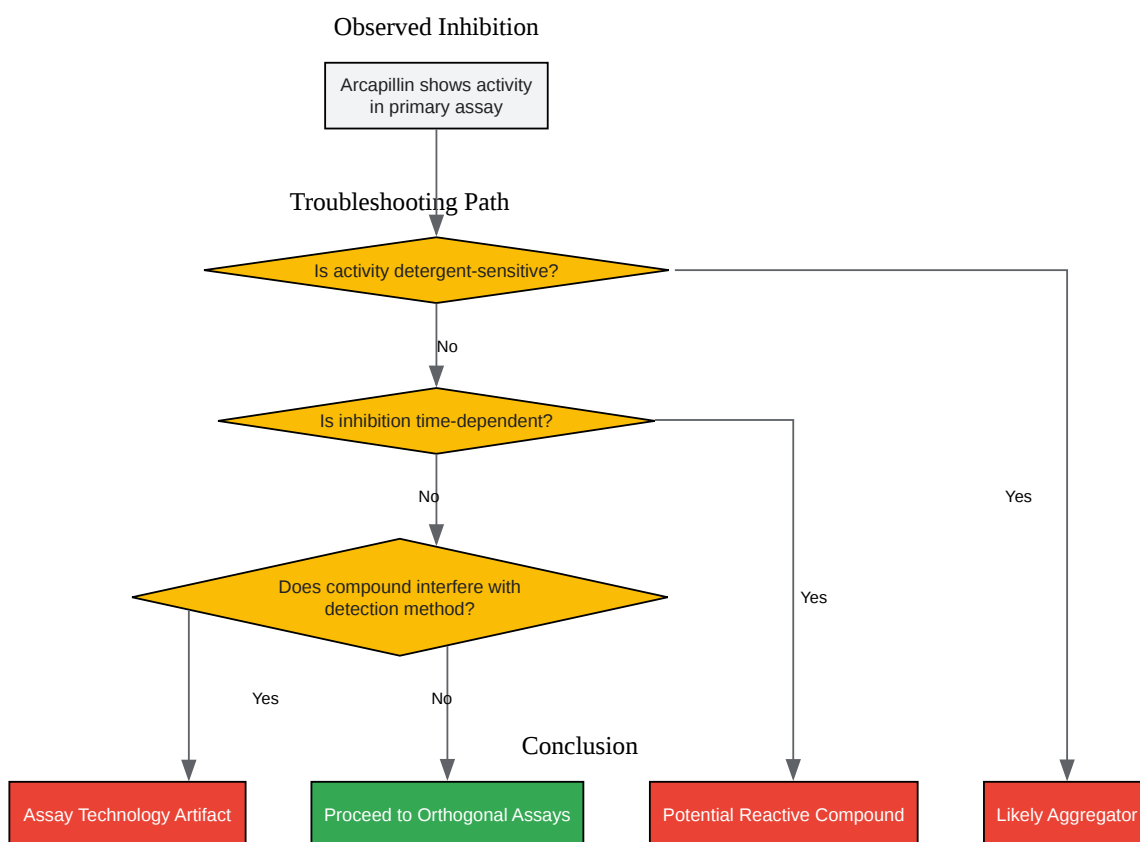 Observed Inhibition
Arcapillin shows activity
in primary assay
Troubleshooting Path
Is activity detergent-sensitive?
No
Is inhibition time-dependent?
No
Yes
Does compound interfere with
detection method?
Yes
Yes
No
Conclusion
Assay Technology Artifact
Proceed to Orthogonal Assays
Potential Reactive Compound
Likely Aggregator